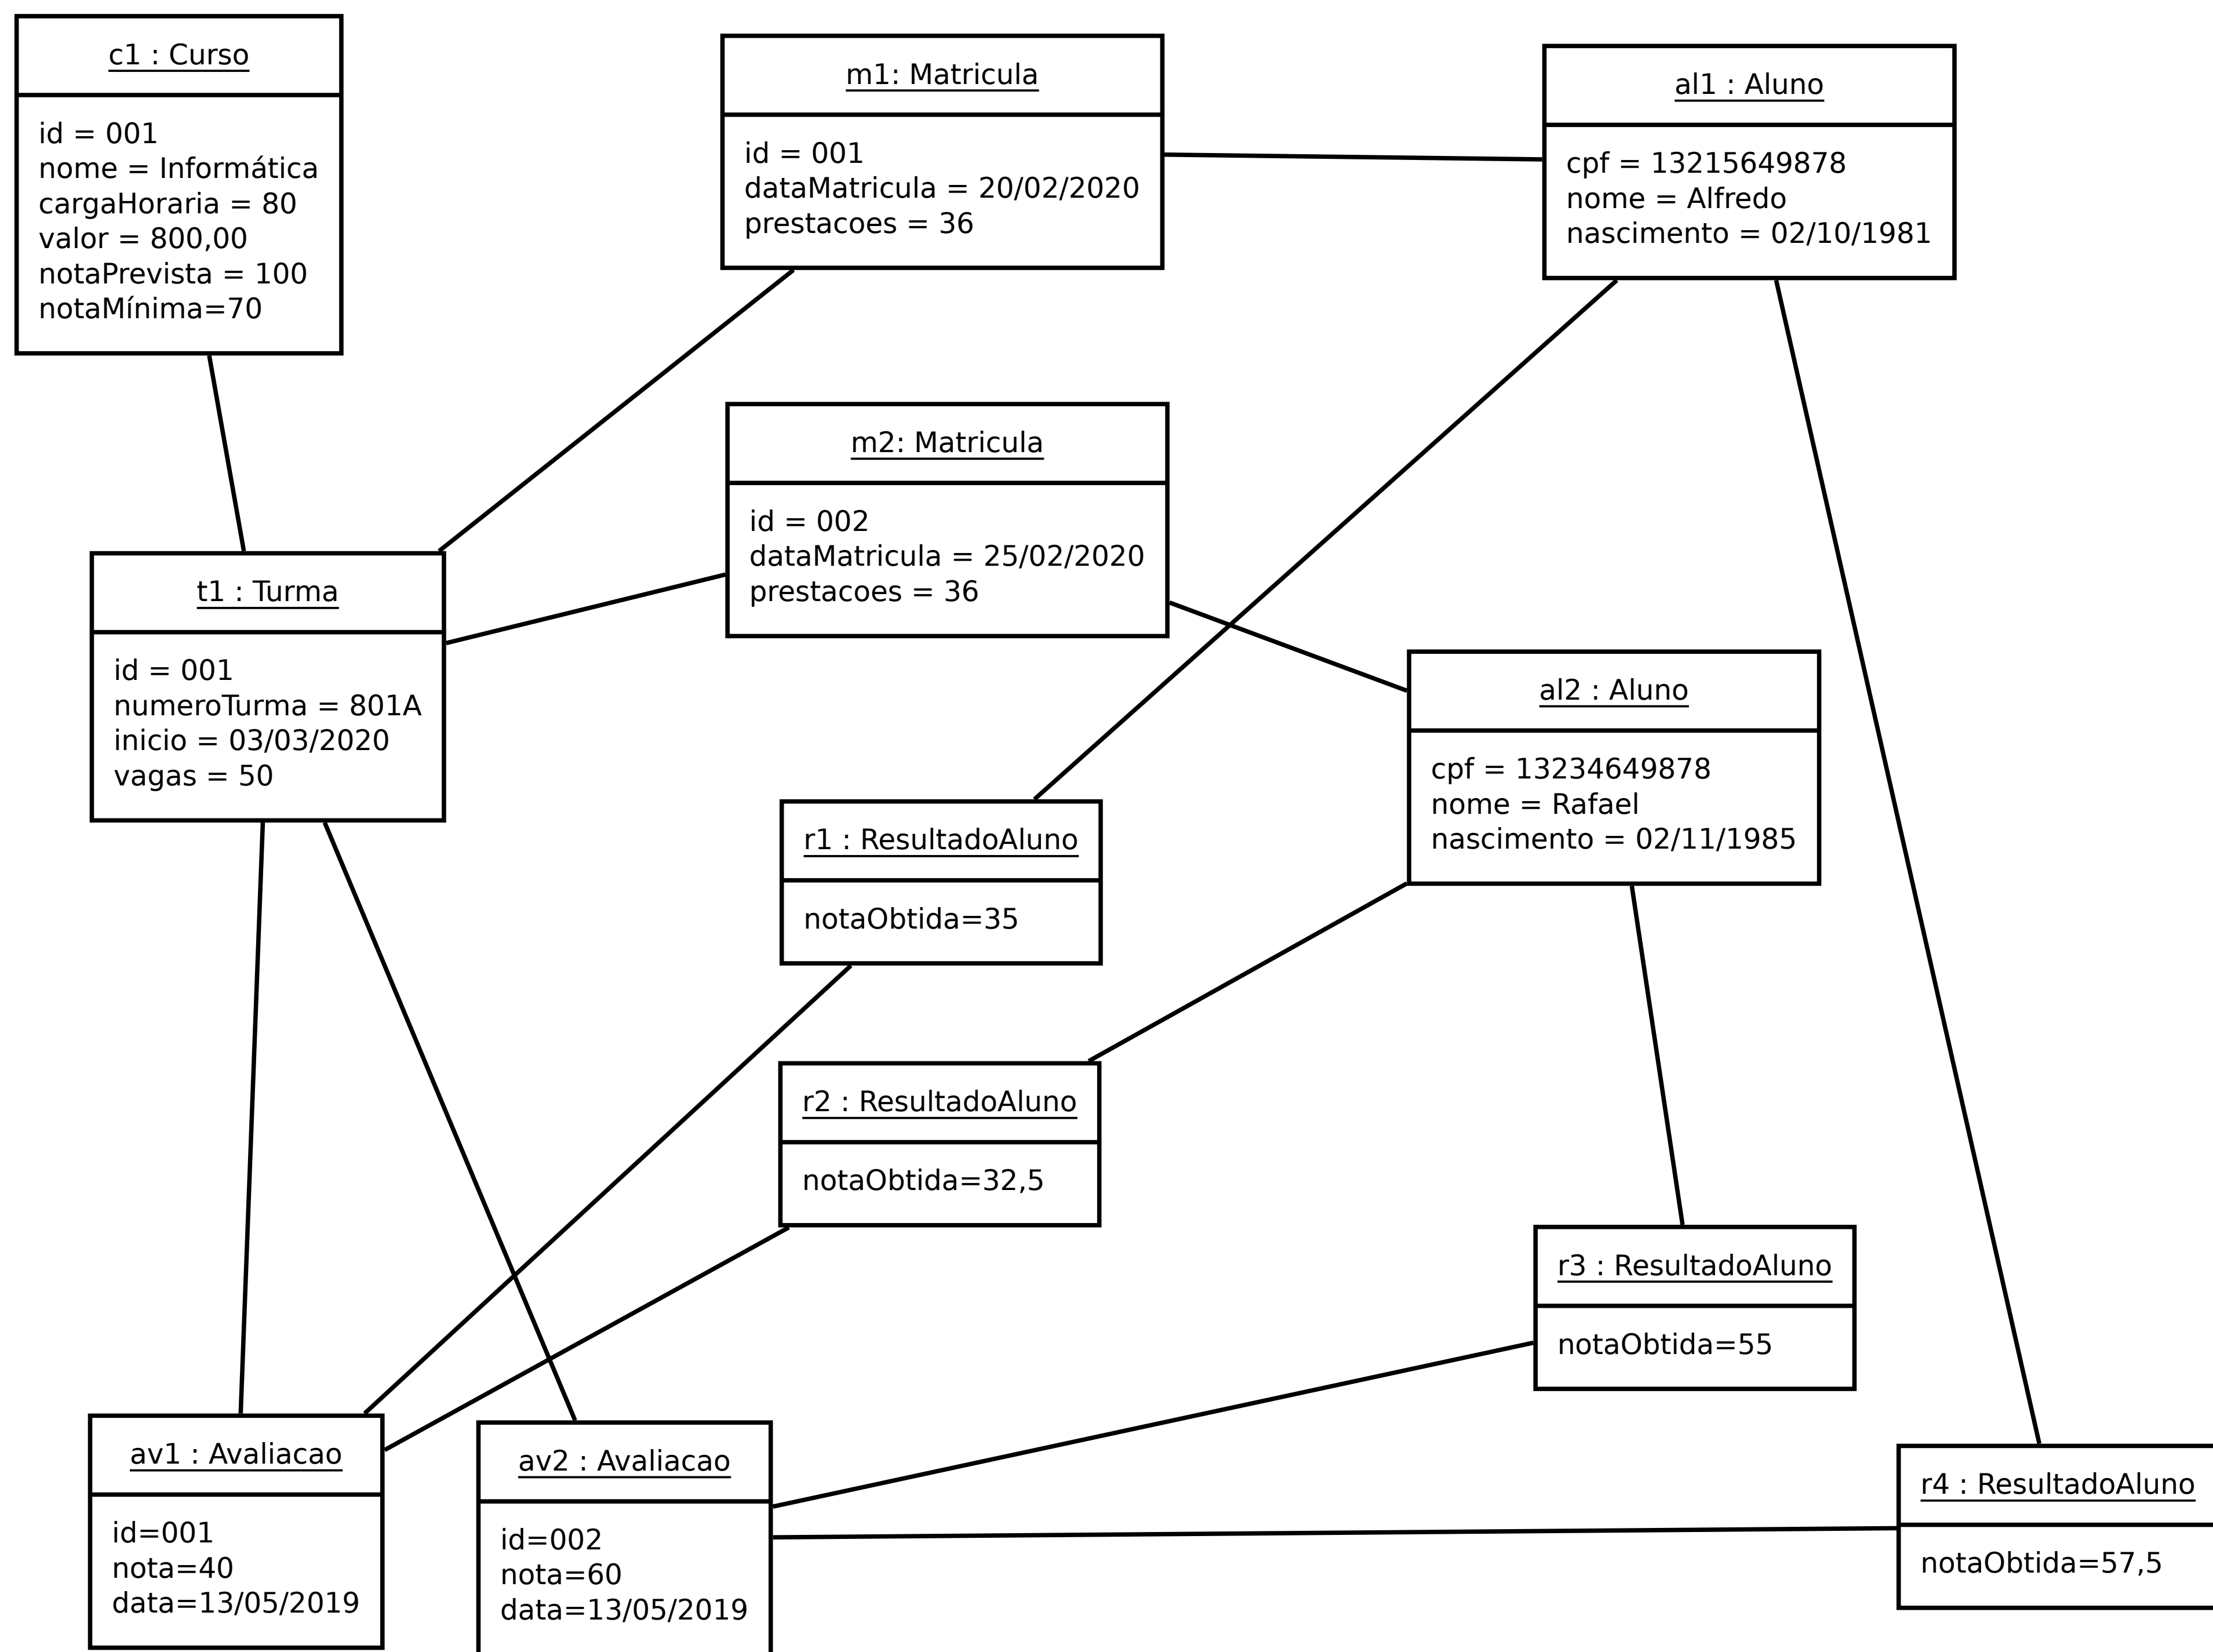 c1 : Curso
id = 001
nome = Informática
cargaHoraria = 80
valor = 800,00
notaPrevista = 100
notaMínima=70
m1: Matricula
id = 001
dataMatricula = 20/02/2020
prestacoes = 36
al1 : Aluno
cpf = 13215649878
nome = Alfredo
nascimento = 02/10/1981
m2: Matricula
id = 002
dataMatricula = 25/02/2020
prestacoes = 36
t1 : Turma
id = 001
numeroTurma = 801A
inicio = 03/03/2020
vagas = 50
al2 : Aluno
cpf = 13234649878
nome = Rafael
nascimento = 02/11/1985
r1 : ResultadoAluno
notaObtida=35
r2 : ResultadoAluno
notaObtida=32,5
r3 : ResultadoAluno
notaObtida=55
av1 : Avaliacao
id=001
nota=40
data=13/05/2019
av2 : Avaliacao
id=002
nota=60
data=13/05/2019
r4 : ResultadoAluno
notaObtida=57,5